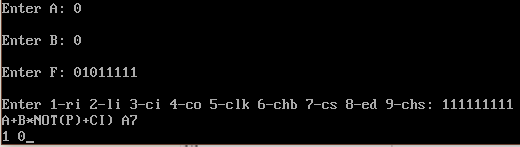 Enter A: 0
Enter B: 0
Enter F: 01011111
Enter 1-ri 2-li 3-ci 4-co 5-clk 6-chb 7-cs 8-ed 9-chs: 111111111
A+B*NOT(P)+CI) A7
1 0_